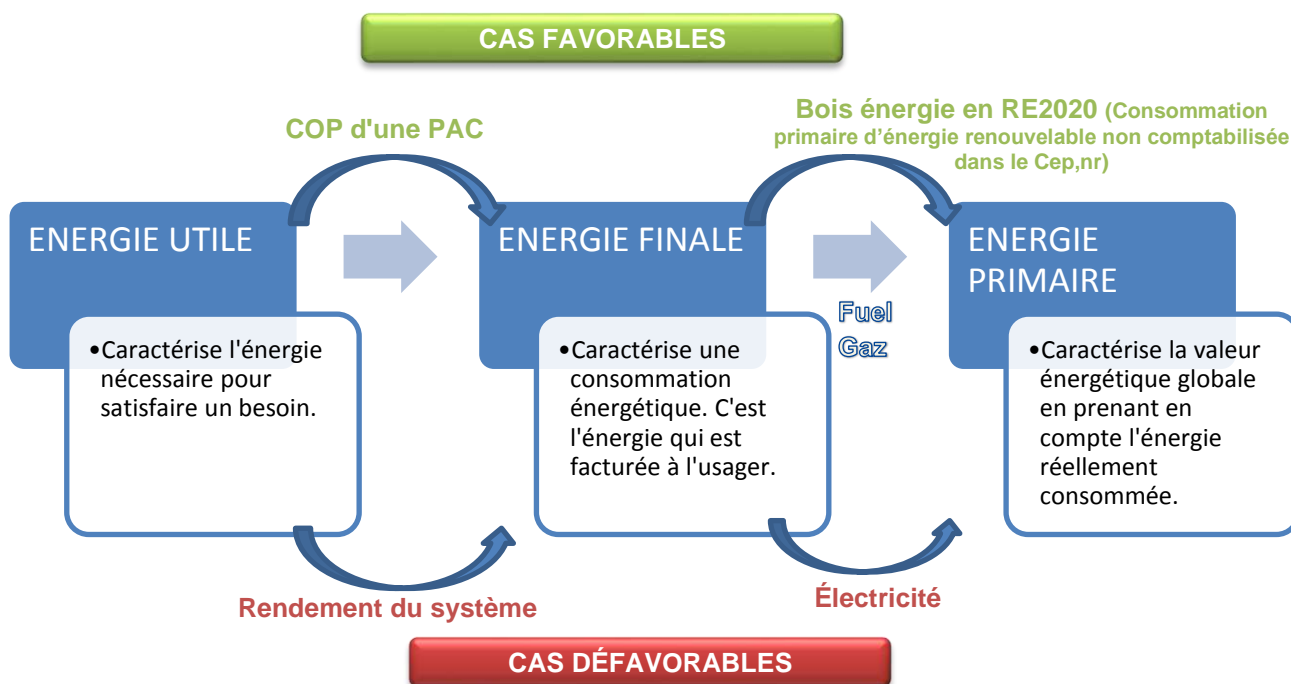 CAS FAVORABLES
COP d'une PAC
Bois énergie en RE2020 (Consommation
primaire d'énergie renouvelable non comptabilisée
dans le Cep,nr)
ENERGIE UTILE
•Caractérise l'énergie
nécessaire pour
satisfaire un besoin.
ENERGIE FINALE
•Caractérise une
consommation
énergétique. C'est
l'énergie qui est
facturée à l'usager.
Fuel
Gaz
ENERGIE
PRIMAIRE
•Caractérise la valeur
énergétique globale
en prenant en
compte l'énergie
réellement
consommée.
Rendement du système
Électricité
CAS DÉFAVORABLES